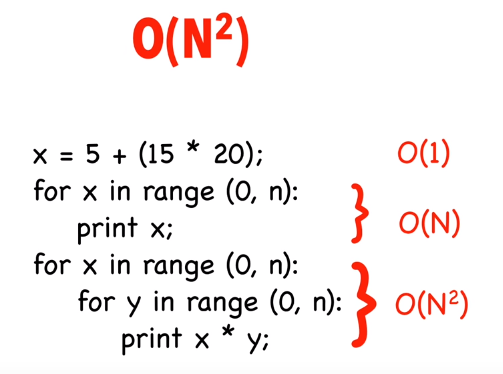 O(N²)
x = 5 + (15 * 20); O(1)
for x in range (0, n):
print x; O(N)
for x in range (0, n):
for y in range (0, n): O(N²)
print x * y;